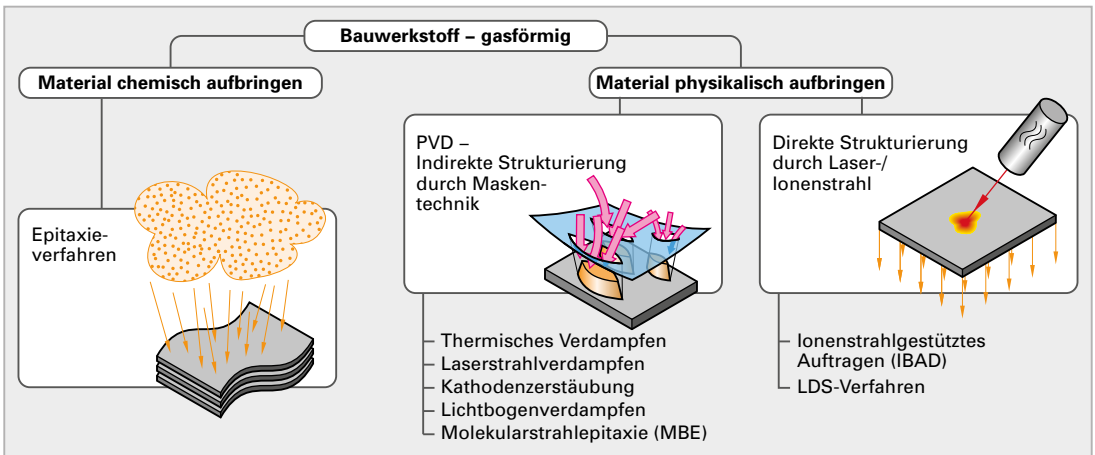 Bauwerkstoff – gasförmig
Material chemisch aufbringen
Material physikalisch aufbringen
Epitaxie-
verfahren
PVD –
Indirekte Strukturierung
durch Masken-
technik
Thermisches Verdampfen
Laserstrahlverdampfen
Kathodenzerstäubung
Lichtbogenverdampfen
Molekularstrahlepitaxie (MBE)
Direkte Strukturierung
durch Laser-/
Ionenstrahl
Ionenstrahlgestütztes
Auftragen (IBAD)
LDS-Verfahren